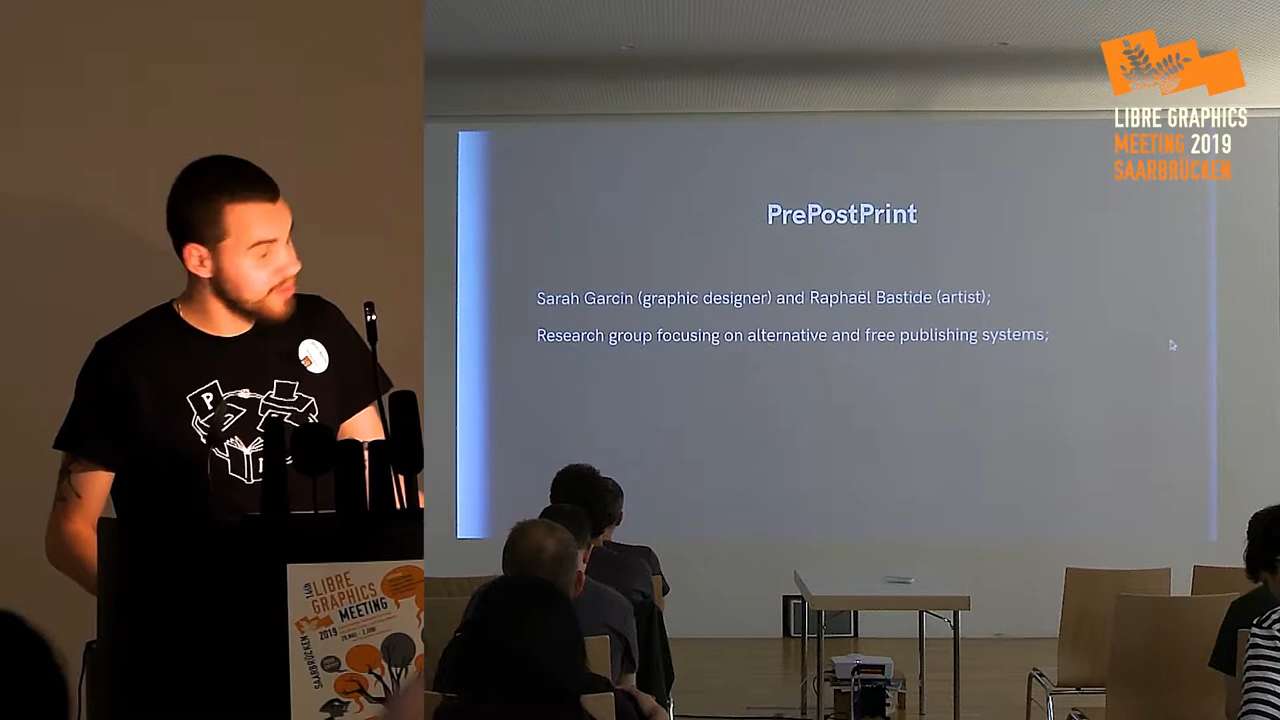 LIBRE GRAPHICS
MEETING 2019
SAARBRÜCKEN
PrePostPrint
Sarah Garcin (graphic designer) and Raphaël Bastide (artist);
Research group focusing on alternative and free publishing systems;
P
14th
LIBRE
GRAPHICS
MEETING
2019
SAARBRÜCKEN